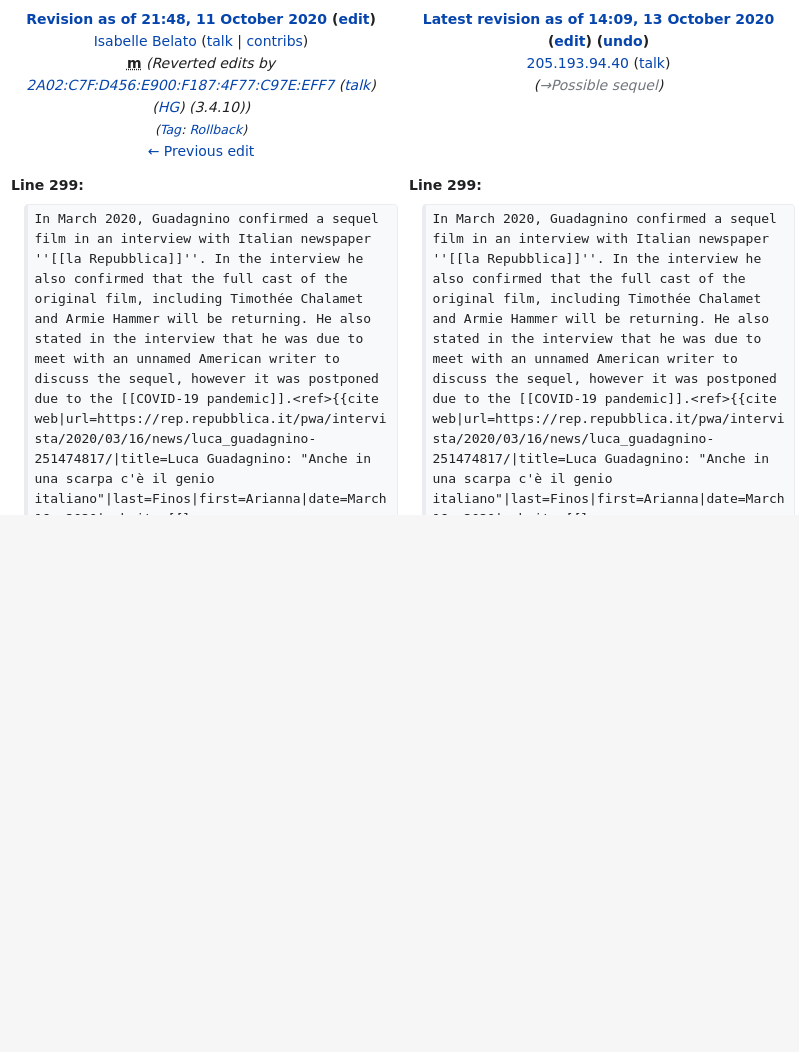 Revision as of 21:48, 11 October 2020 (edit)
Isabelle Belato (talk | contribs)
m (Reverted edits by
2A02:C7F:D456:E900:F187:4F77:C97E:EFF7 (talk)
(HG) (3.4.10))
(Tag: Rollback)
← Previous edit
Latest revision as of 14:09, 13 October 2020
(edit) (undo)
205.193.94.40 (talk)
(→Possible sequel)
Line 299:
In March 2020, Guadagnino confirmed a sequel
film in an interview with Italian newspaper
''[[la Repubblica]]''. In the interview he
also confirmed that the full cast of the
original film, including Timothée Chalamet
and Armie Hammer will be returning. He also
stated in the interview that he was due to
meet with an unnamed American writer to
discuss the sequel, however it was postponed
due to the [[COVID-19 pandemic]].<ref>{{cite
web|url=https://rep.repubblica.it/pwa/intervi
sta/2020/03/16/news/luca_guadagnino-
251474817/|title=Luca Guadagnino: "Anche in
una scarpa c'è il genio
italiano"|last=Finos|first=Arianna|date=March
Line 299:
In March 2020, Guadagnino confirmed a sequel
film in an interview with Italian newspaper
''[[la Repubblica]]''. In the interview he
also confirmed that the full cast of the
original film, including Timothée Chalamet
and Armie Hammer will be returning. He also
stated in the interview that he was due to
meet with an unnamed American writer to
discuss the sequel, however it was postponed
due to the [[COVID-19 pandemic]].<ref>{{cite
web|url=https://rep.repubblica.it/pwa/intervi
sta/2020/03/16/news/luca_guadagnino-
251474817/|title=Luca Guadagnino: "Anche in
una scarpa c'è il genio
italiano"|last=Finos|first=Arianna|date=March